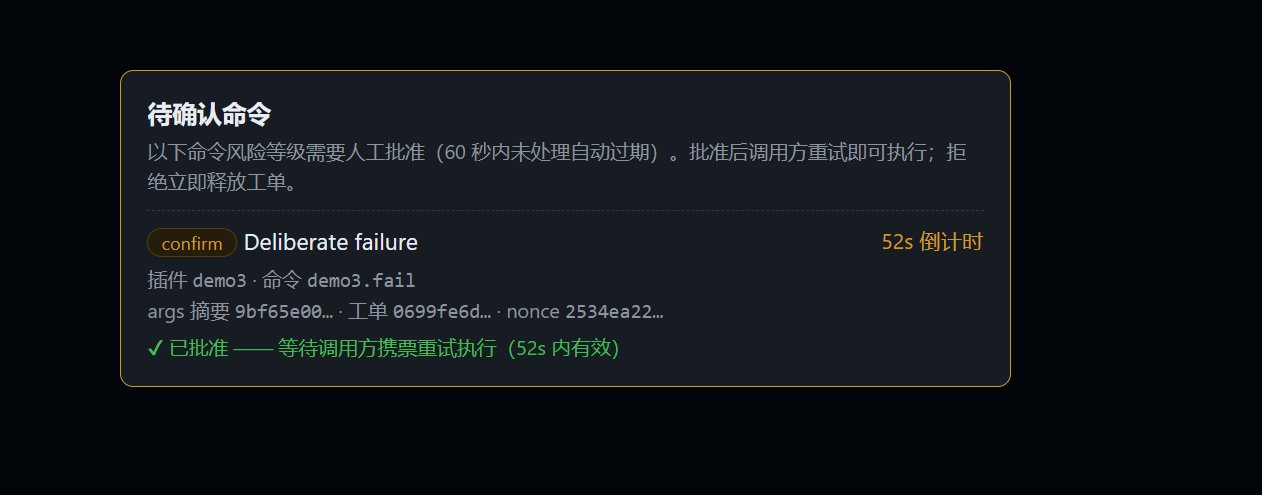 待确认命令
以下命令风险等级需要人工批准（60 秒内未处理自动过期）。批准后调用方重试即可执行；拒
绝立即释放工单。
confirm Deliberate failure 52s 倒计时
插件 demo3 · 命令 demo3.fail
args 摘要 9bf65e00… · 工单 0699fe6d… · nonce 2534ea22…
✓ 已批准 —— 等待调用方携票重试执行（52s 内有效）